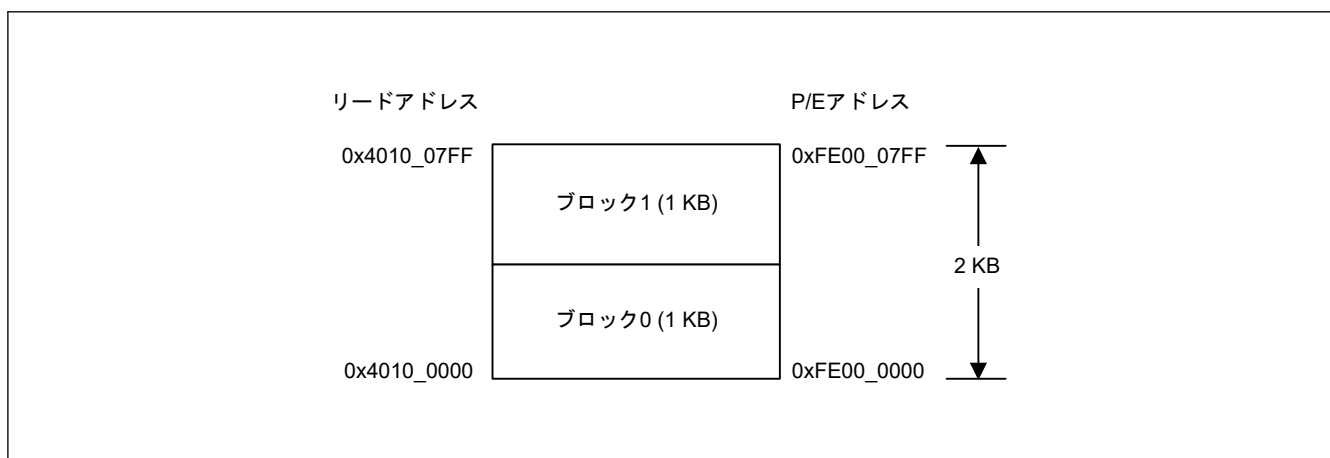 リードアドレス
P/Eアドレス
0x4010_07FF
0xFE00_07FF
ブロック1 (1 KB)
2 KB
ブロック0 (1 KB)
0x4010_0000
0xFE00_0000